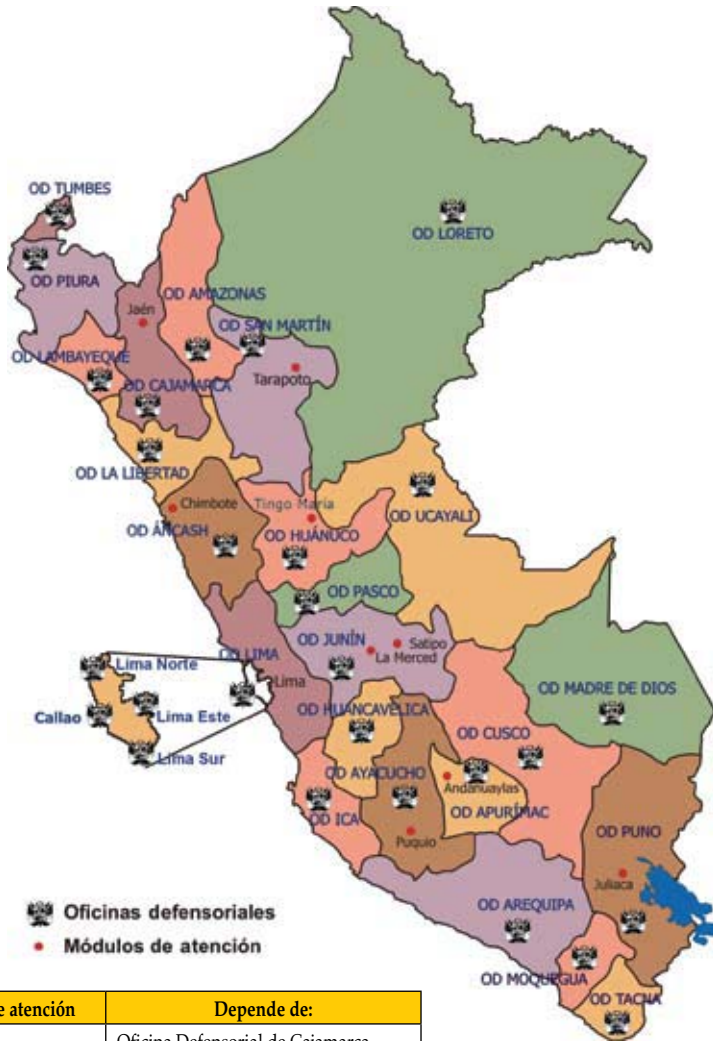 OD TUMBES
OD LORETO
OD PIURA
OD AMAZONAS
Jaén
OD SAN MARTÍN
OD LAMBAYEQUE
Tarapoto
OD CAJAMARCA
OD LA LIBERTAD
Chimbote
Tingo María
OD UCAYALI
OD ÁNCASH
OD HUÁNUCO
OD PASCO
OD JUNÍN
Satipo
La Merced
OD LIMA
Lima Norte
Lima
OD MADRE DE DIOS
Callao
Lima Este
OD HUANCAVELICA
OD CUSCO
Lima Sur
OD AYACUCHO
Andahuaylas
OD ICA
OD APURÍMAC
OD PUNO
Puquio
Juliaca
OD AREQUIPA
Oficinas defensoriales
Módulos de atención
OD MOQUEGUA
OD TACNA
e atención
Depende de:
Oficina Defensorial de Cajamarca